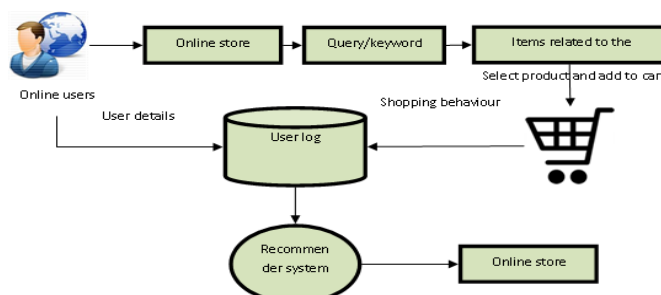 Online store
Query/keyword
Items related to the
Online users
Select product and add to car
User details
Shopping behaviour
User log
Recommen
der system
Online store